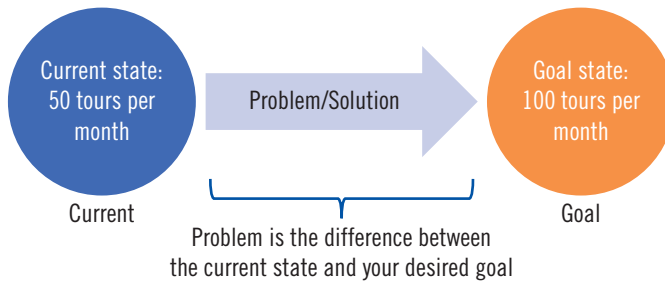 Current state:
50 tours per
month
Problem/Solution
Goal state:
100 tours per
month
Current
Goal
Problem is the difference between
the current state and your desired goal